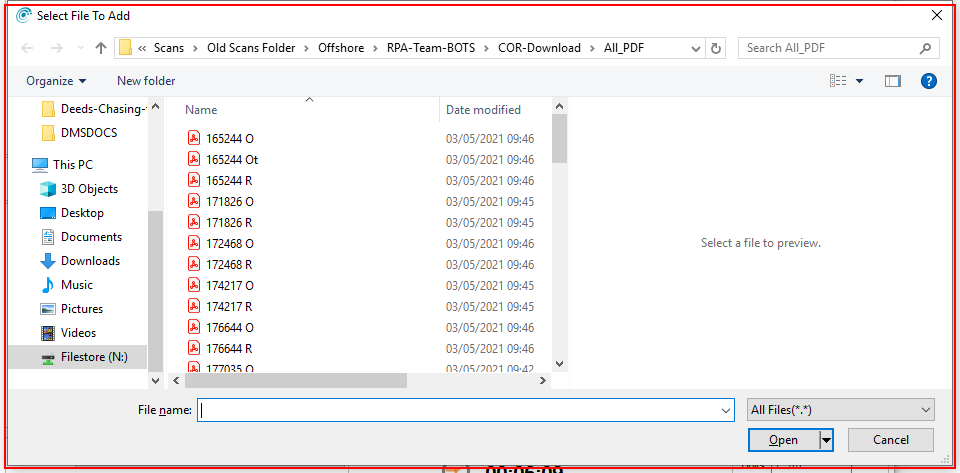 Select File To Add
« Scans > Old Scans Folder > Offshore > RPA-Team-BOTS > COR-Download > All_PDF
Search All_PDF
Organize
New folder
?
Deeds-Chasing-
DMSDOCS
This PC
3D Objects
Desktop
Documents
Downloads
Music
Pictures
Videos
Filestore (N:)
Name Date modified
165244 O 03/05/2021 09:46
165244 Ot 03/05/2021 09:46
165244 R 03/05/2021 09:46
171826 O 03/05/2021 09:45
171826 R 03/05/2021 09:45
172468 O 03/05/2021 09:46
172468 R 03/05/2021 09:46
174217 O 03/05/2021 09:45
174217 R 03/05/2021 09:45
176644 O 03/05/2021 09:46
176644 R 03/05/2021 09:46
177035 O 03/05/2021 09:42
Select a file to preview.
File name:
All Files(*.*)
Open
Cancel
00:06:09